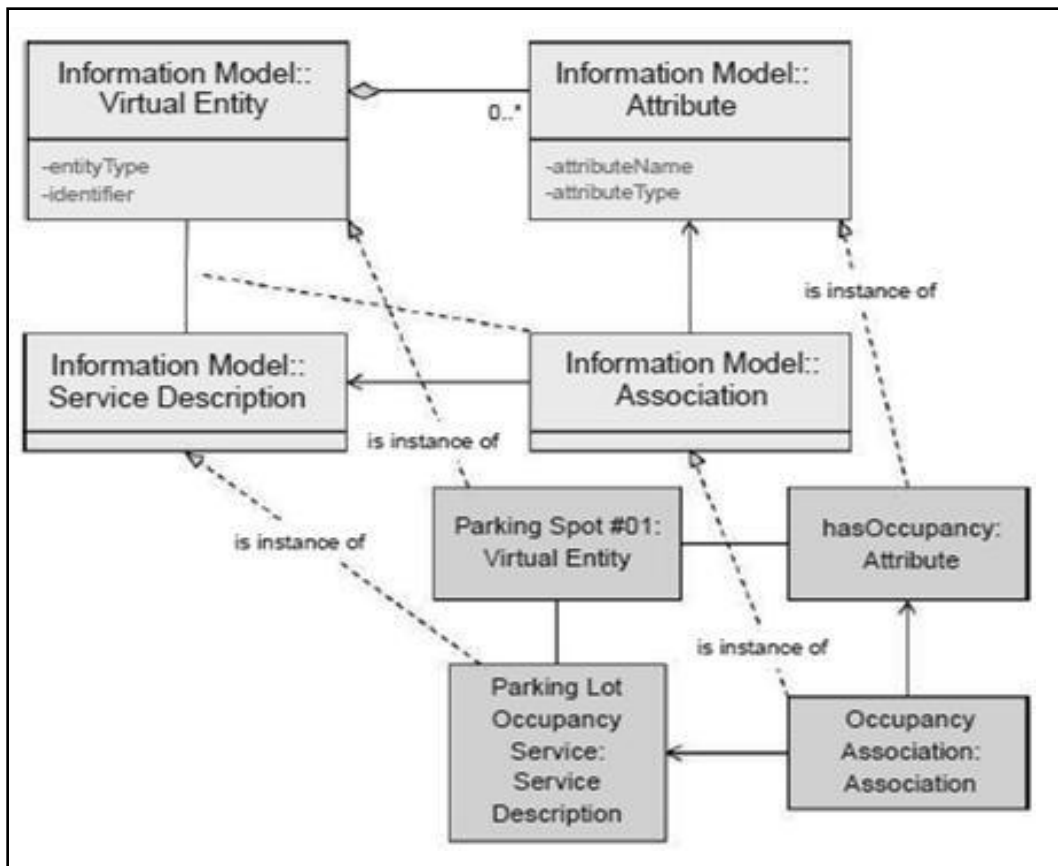 Information Model::
Virtual Entity
-entityType
-identifier
0..*
Information Model::
Attribute
-attributeName
-attributeType
is instance of
Information Model::
Service Description
Information Model::
Association
is instance of
is instance of
Parking Spot #01:
Virtual Entity
hasOccupancy:
Attribute
is instance of
Parking Lot
Occupancy
Service:
Service
Description
Occupancy
Association:
Association